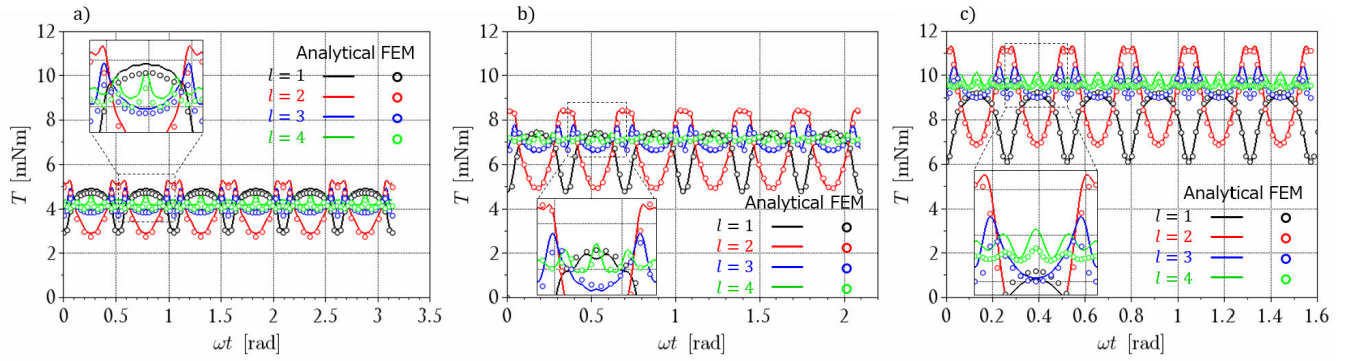 a)
12
10
8
6
4
2
0
T [mNm]
Analytical FEM
l = 1
l = 2
l = 3
l = 4
0 0.5 1 1.5 2 2.5 3 3.5
ωt [rad]
b)
12
10
8
6
4
2
0
T [mNm]
Analytical FEM
l = 1
l = 2
l = 3
l = 4
0 0.5 1 1.5 2
ωt [rad]
c)
12
10
8
6
4
2
0
T [mNm]
Analytical FEM
l = 1
l = 2
l = 3
l = 4
0 0.2 0.4 0.6 0.8 1 1.2 1.4 1.6
ωt [rad]